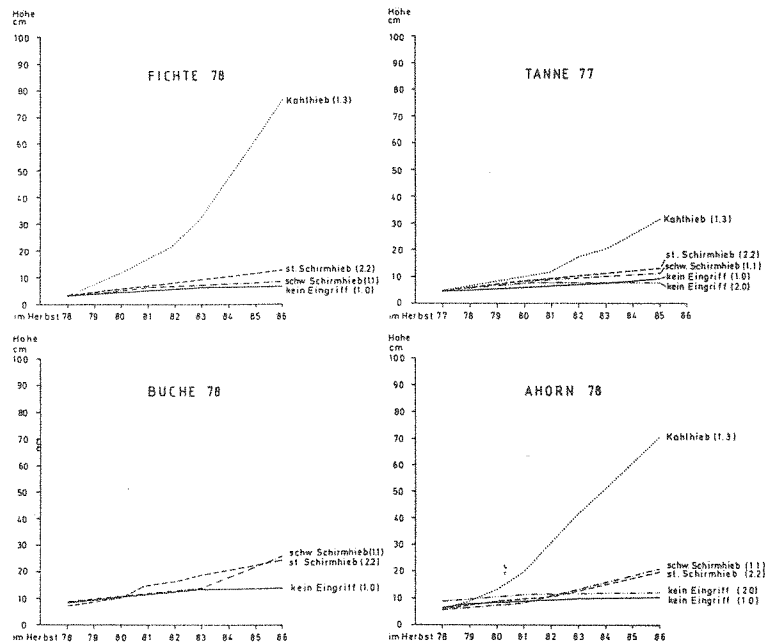 Höhe
cm
FICHTE 78
100
90
80
70
60
50
40
30
20
10
0
Kahlhieb (1.3)
st. Schirmhieb (2.2)
schw Schirmhieb (1.1)
kein Eingriff (1.0)
im Herbst 78 79 80 81 82 83 84 85 86
Höhe
cm
TANNE 77
100
90
80
70
60
50
40
30
20
10
0
Kahlhieb (1.3)
st. Schirmhieb (2.2)
schw. Schirmhieb (1.1)
kein Eingriff (1.0)
kein Eingriff (2.0)
im Herbst 77 78 79 80 81 82 83 84 85 86
Höhe
cm
BUCHE 78
100
90
80
70
60
50
40
30
20
10
0
schw Schirmhieb (1.1)
st Schirmhieb (2.2)
kein Eingriff (1.0)
im Herbst 78 79 80 81 82 83 84 85 86
Höhe
cm
AHORN 78
100
90
80
70
60
50
40
30
20
10
0
Kahlhieb (1.3)
schw Schirmhieb (1.1)
st. Schirmhieb (2.2)
kein Eingriff (2.0)
kein Eingriff (1.0)
im Herbst 78 79 80 81 82 83 84 85 86